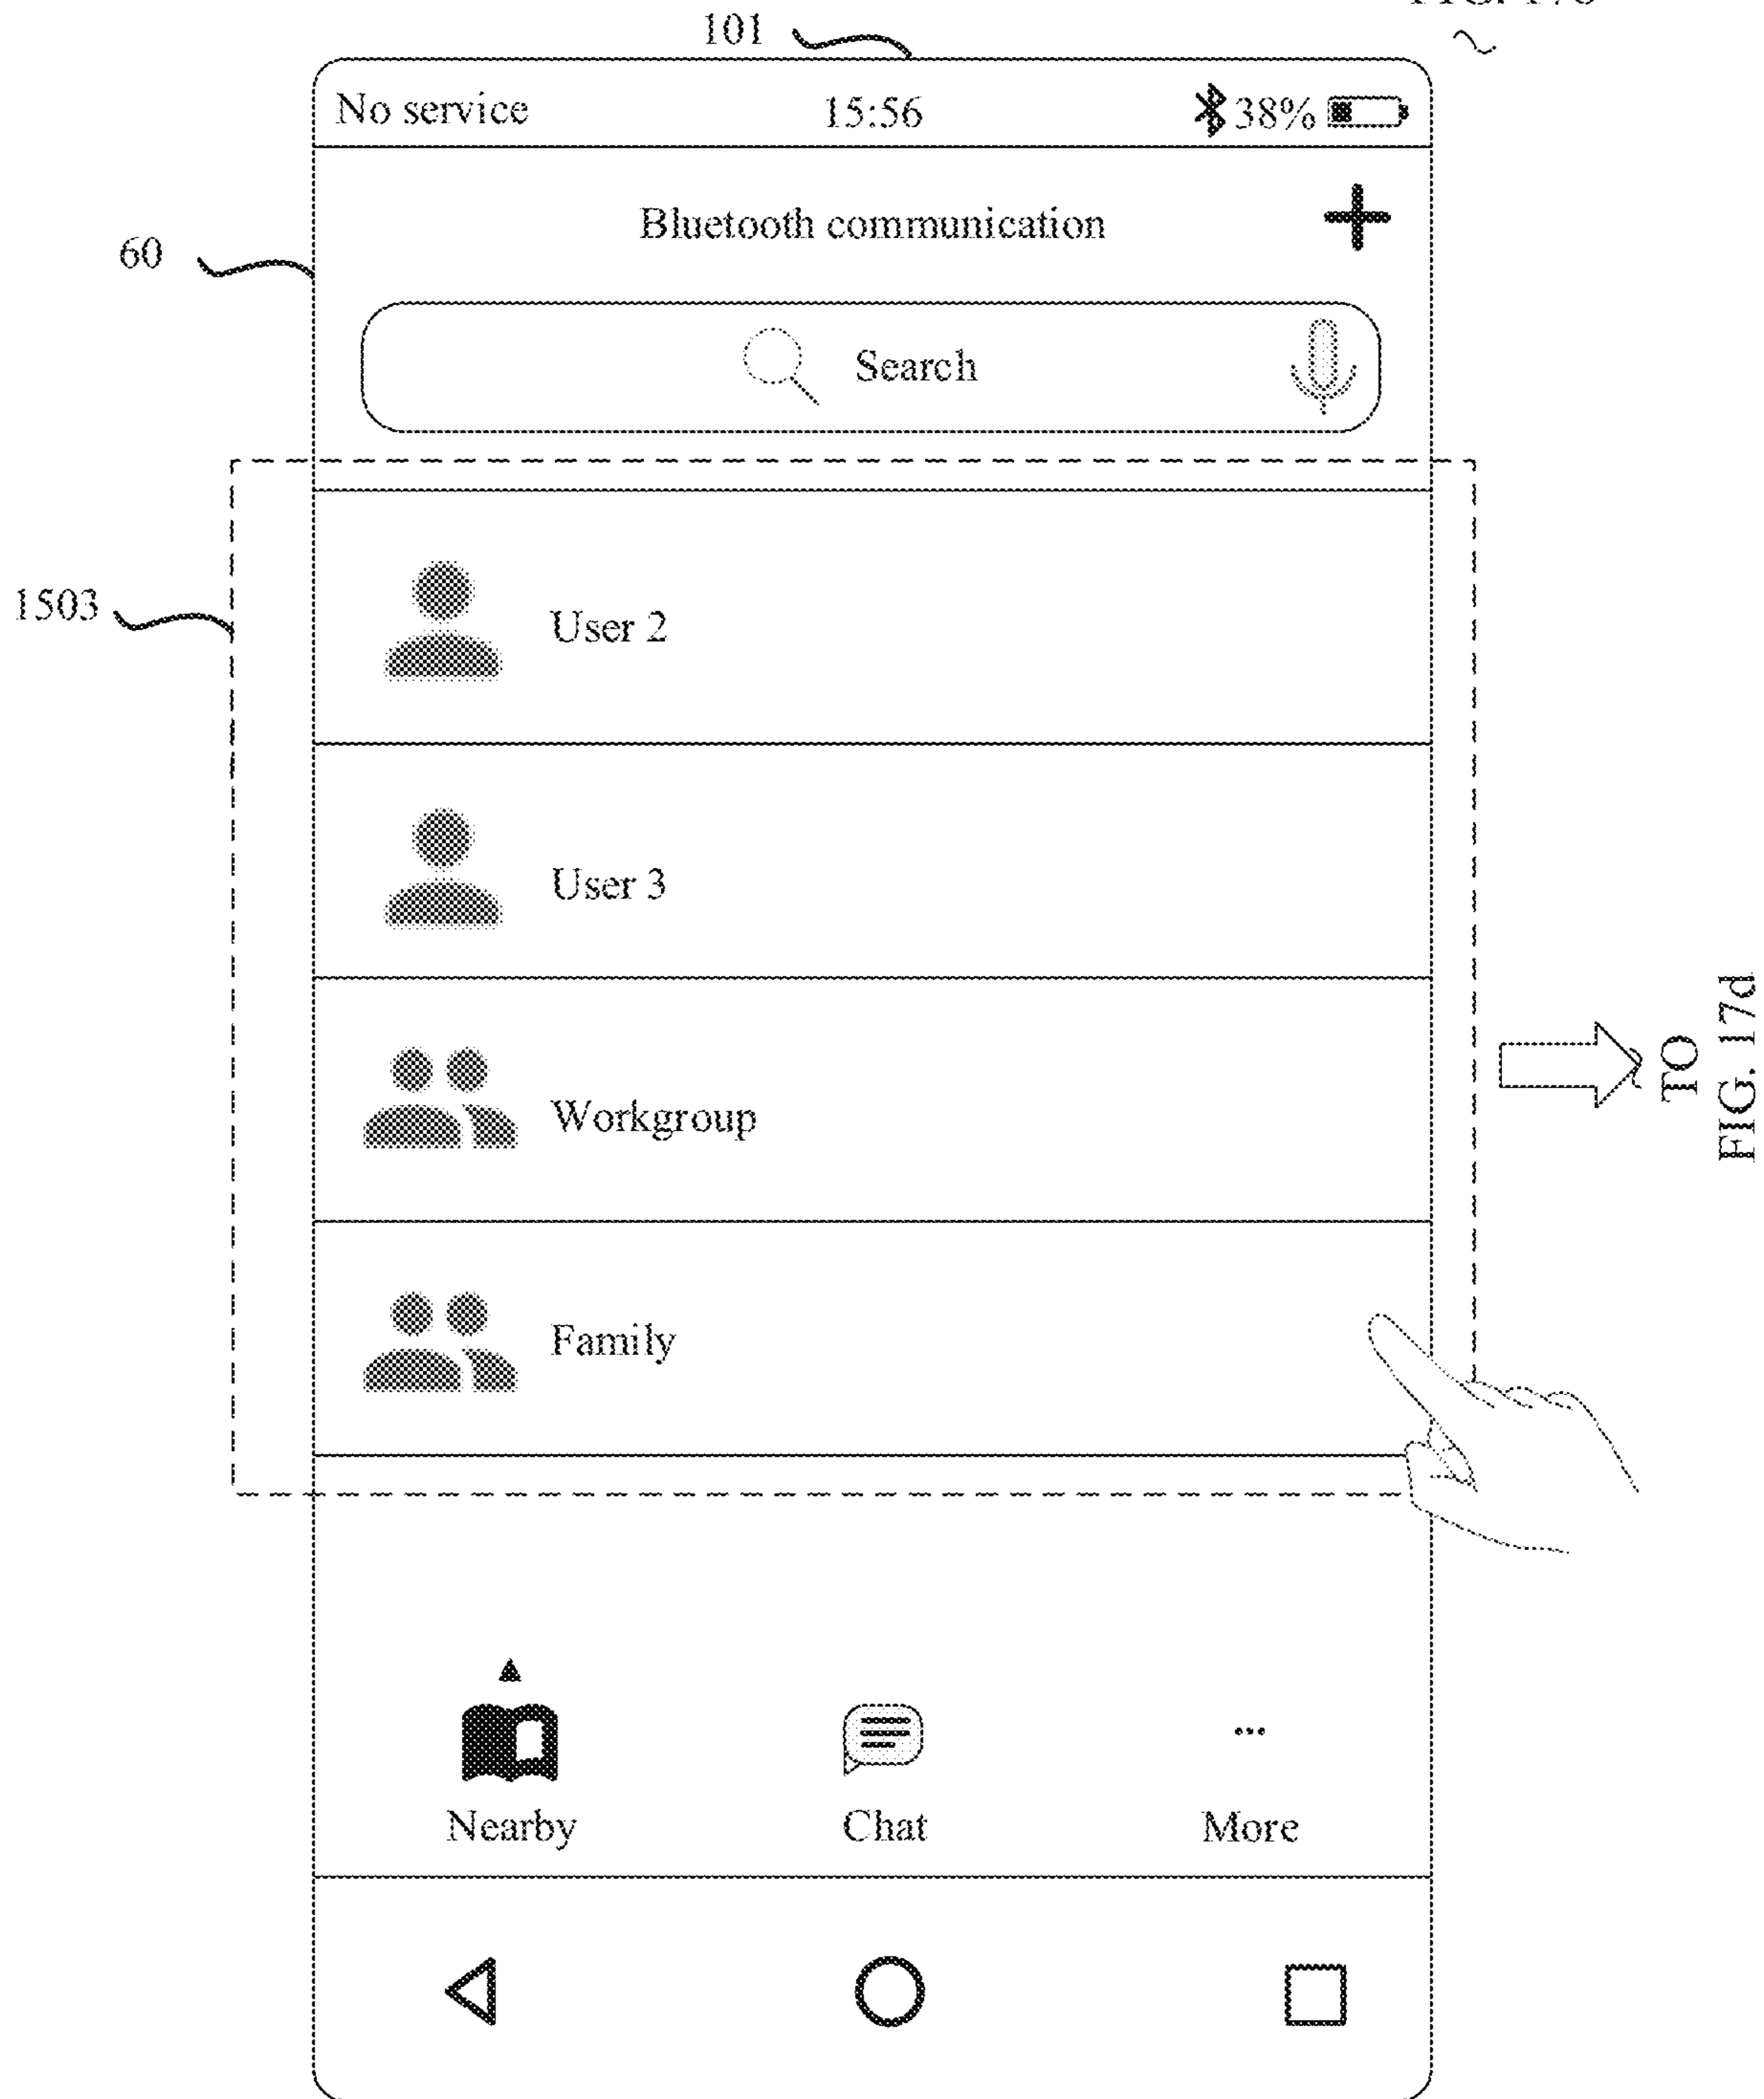 101
No service 15:56 38%
Bluetooth communication
60
Search
1503
User 2
User 3
Workgroup
Family
TO
FIG. 17d
Nearby Chat More